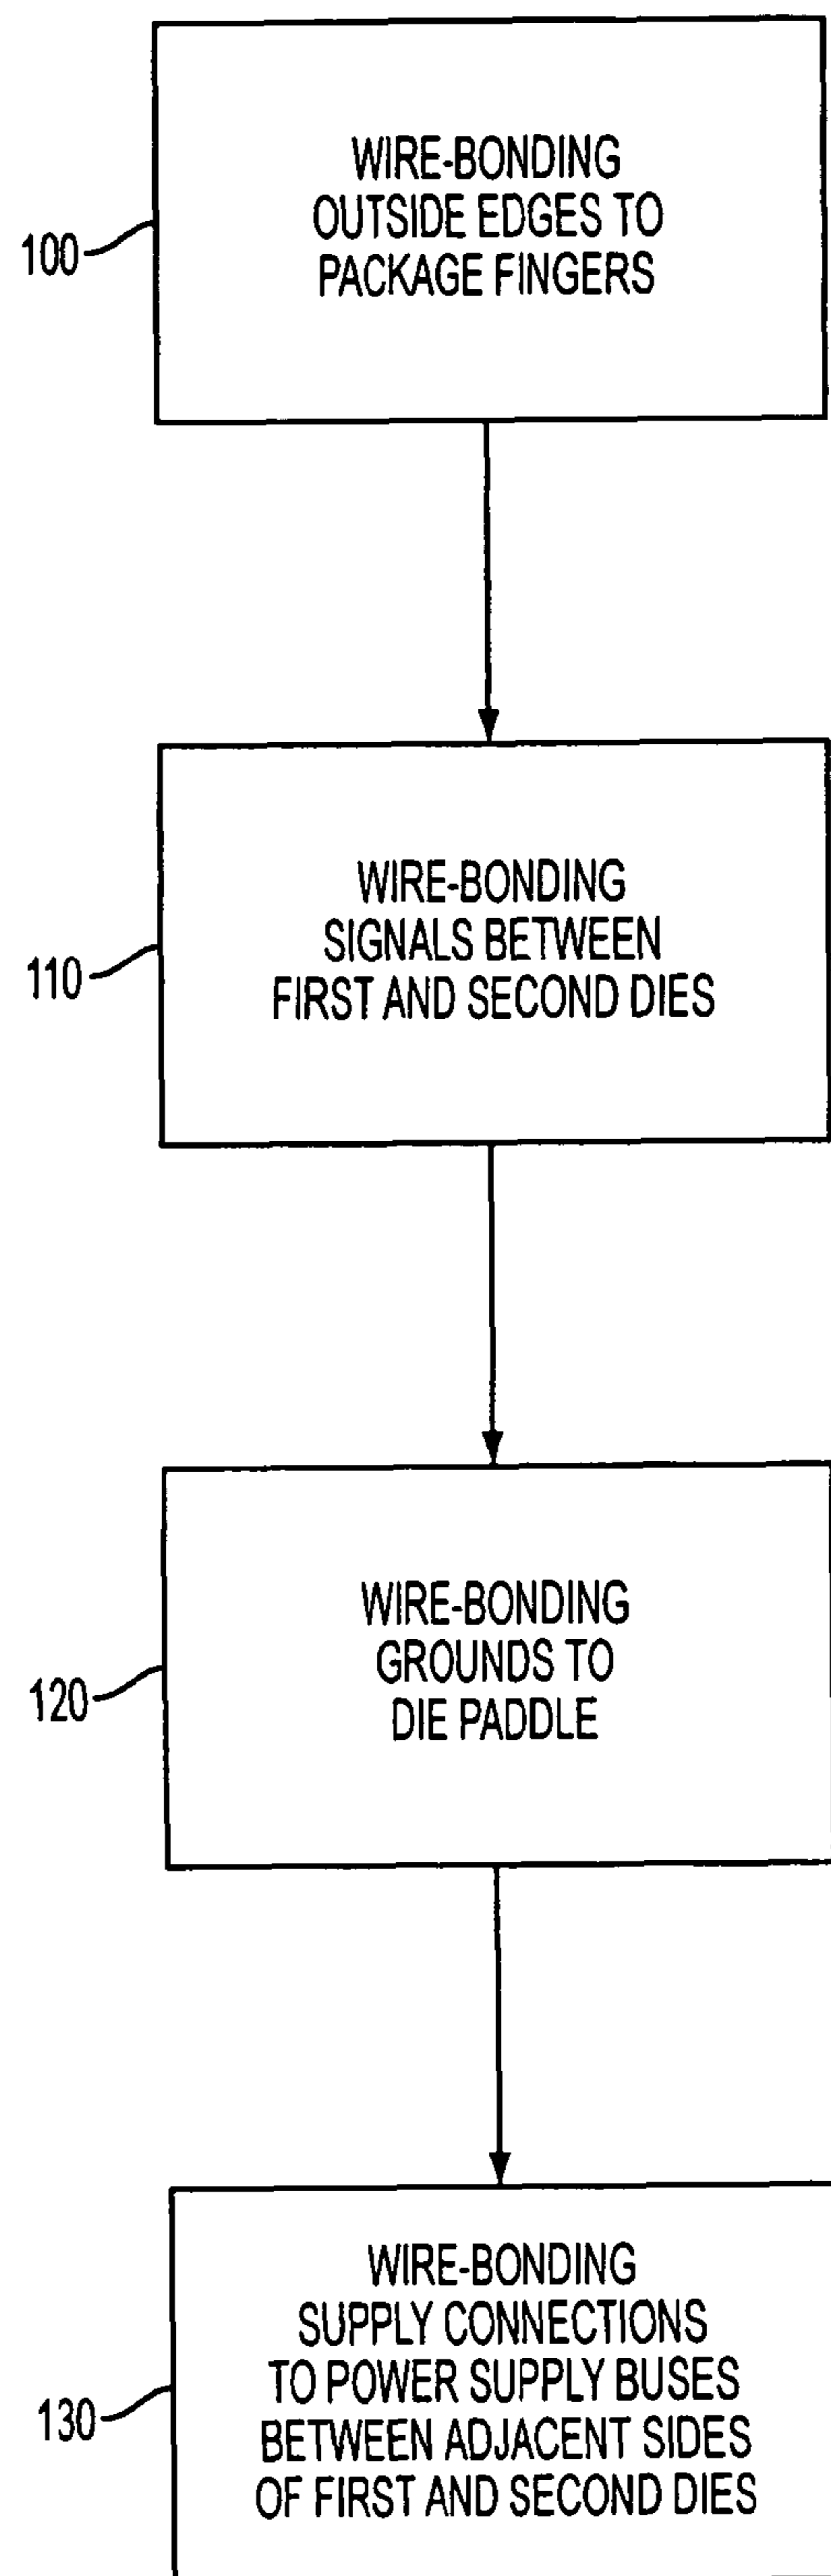 WIRE-BONDING
OUTSIDE EDGES TO
PACKAGE FINGERS
100
WIRE-BONDING
SIGNALS BETWEEN
FIRST AND SECOND DIES
110
WIRE-BONDING
GROUNDS TO
DIE PADDLE
120
WIRE-BONDING
SUPPLY CONNECTIONS
TO POWER SUPPLY BUSES
BETWEEN ADJACENT SIDES
OF FIRST AND SECOND DIES
130